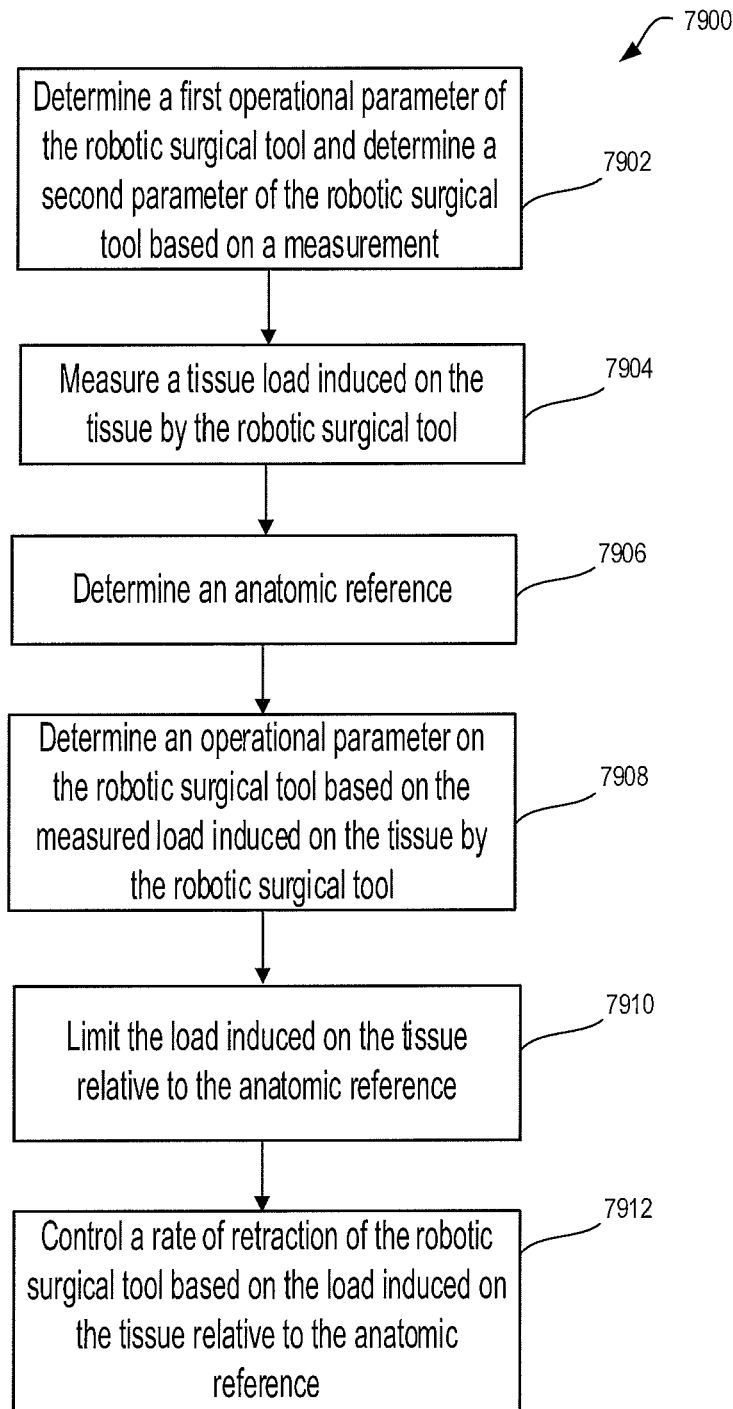 7900
Determine a first operational parameter of
the robotic surgical tool and determine a
second parameter of the robotic surgical
tool based on a measurement
7902
Measure a tissue load induced on the
tissue by the robotic surgical tool
7904
Determine an anatomic reference
7906
Determine an operational parameter on
the robotic surgical tool based on the
measured load induced on the tissue by
the robotic surgical tool
7908
Limit the load induced on the tissue
relative to the anatomic reference
7910
Control a rate of retraction of the robotic
surgical tool based on the load induced on
the tissue relative to the anatomic
reference
7912